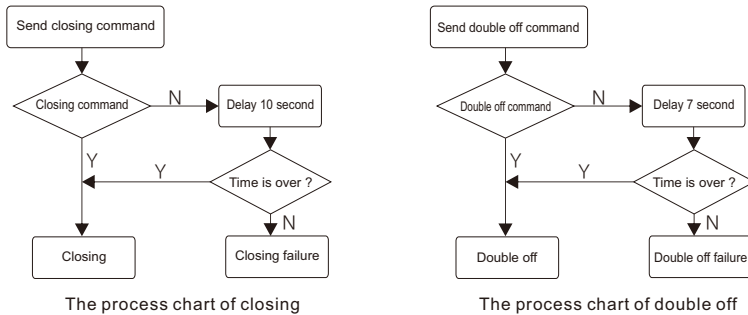 Send closing command
Closing command
N
Delay 10 second
Y
Y
Time is over ?
N
Closing
Closing failure
The process chart of closing
Send double off command
Double off command
N
Delay 7 second
Y
Y
Time is over ?
N
Double off
Double off failure
The process chart of double off